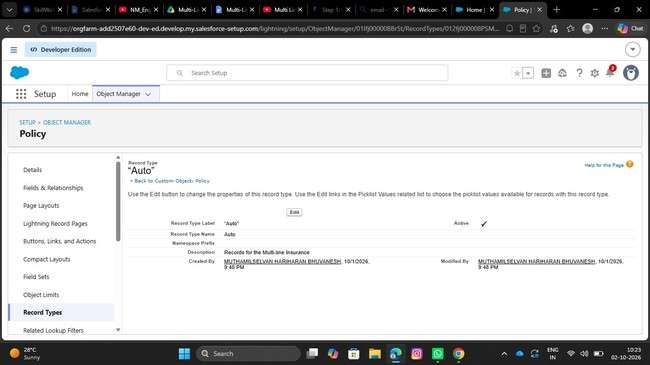 SkillWal
Salesfor
NM_Eng
Multi-Li
Multi-Li
Multi Li
Step 1:
email -
Welcom
Home |
Policy |
https://orgfarm-add2507e60-dev-ed.develop.my.salesforce-setup.com/lightning/setup/ObjectManager/
Chat
Developer Edition
Search Setup
Setup
Home
Object Manager
SETUP > OBJECT MANAGER
Policy
Details
Fields & Relationships
Page Layouts
Lightning Record Pages
Buttons, Links, and Actions
Compact Layouts
Field Sets
Object Limits
Record Types
Related Lookup Filters
Record Type
"Auto"
Help for this Page
« Back to Custom Object: Policy
Use the Edit button to change the properties of this record type. Use the Edit links in the Picklist Values related list to choose the picklist values available for records with this record type.
Edit
Record Type Label "Auto" Active
Record Type Name Auto
Namespace Prefix
Description Records for the Multi-line Insurance
Created By MUTHAMILSELVAN HARIHARAN BHUVANESH, 10/1/2026, 9:48 PM
Modified By MUTHAMILSELVAN HARIHARAN BHUVANESH, 10/1/2026, 9:48 PM
28°C
Sunny
Search
ENG
IN
10:23
02-10-2026